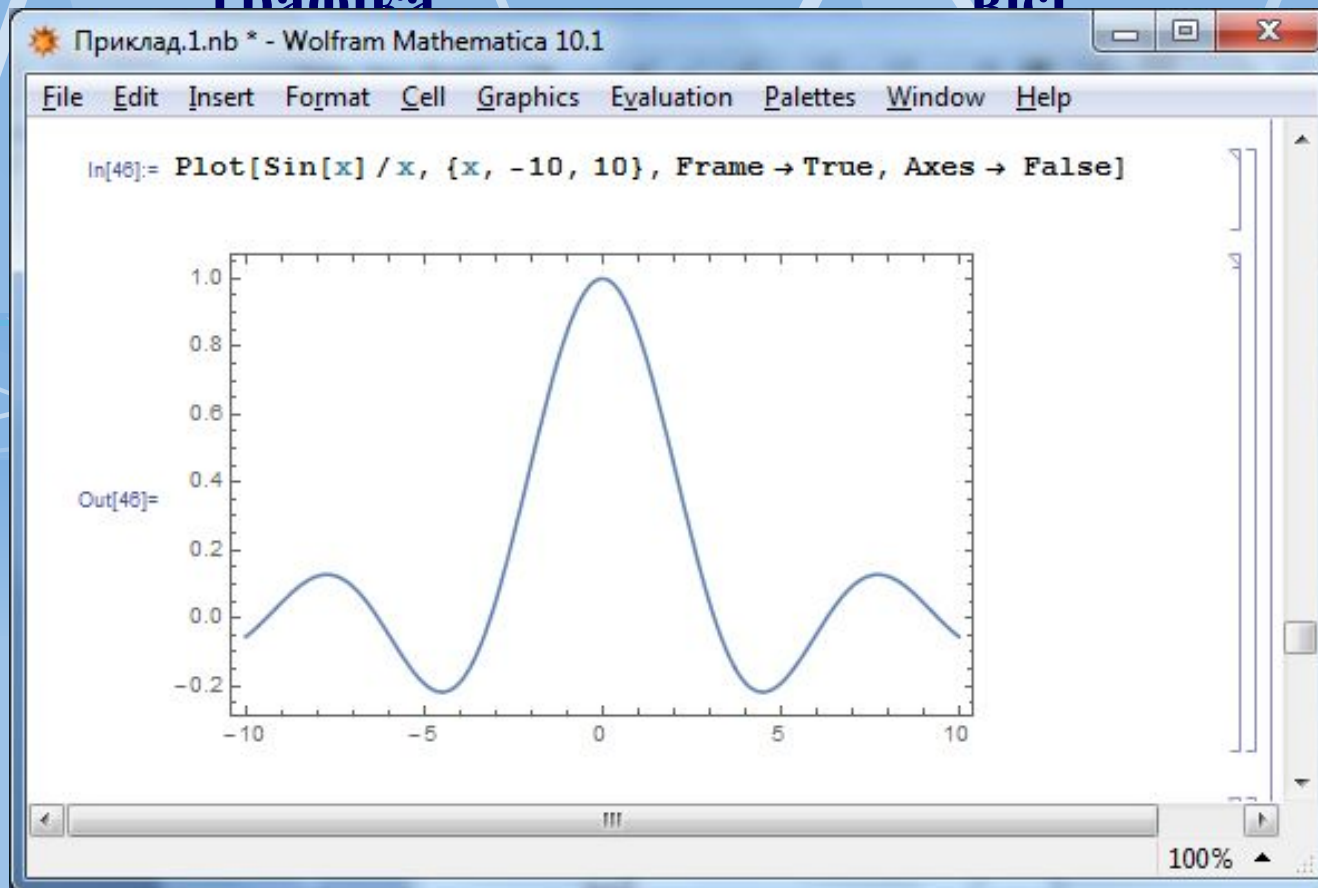 Приклад.1.nb * - Wolfram Mathematica 10.1
File Edit Insert Format Cell Graphics Evaluation Palettes Window Help
In[46]:= Plot[Sin[x] / x, {x, -10, 10}, Frame → True, Axes → False]
1.0
0.8
0.6
0.4
Out[46]=
0.2
0.0
-0.2
-10 -5 0 5 10
100%